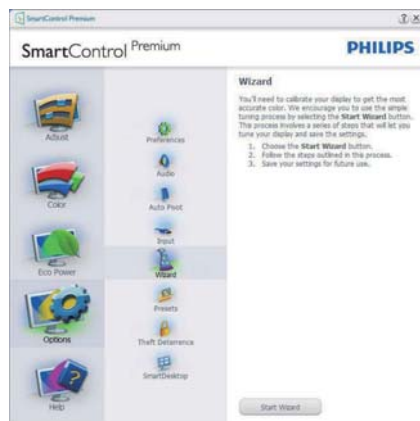 SmartControl Premium
SmartControl Premium
PHILIPS
Adjust
Color
Eco Power
Options
Help
Preferences
Audio
Auto Pivot
Input
Wizard
Presets
Theft Deterrence
SmartDesktop
Wizard
You'll need to calibrate your display to get the most
accurate color. We encourage you to use the simple
tuning process by selecting the Start Wizard button.
This process involves a series of steps that will let you
tune your display and save the settings.
1. Choose the Start Wizard button.
2. Follow the steps outlined in this process.
3. Save your settings for future use.
Start Wizard